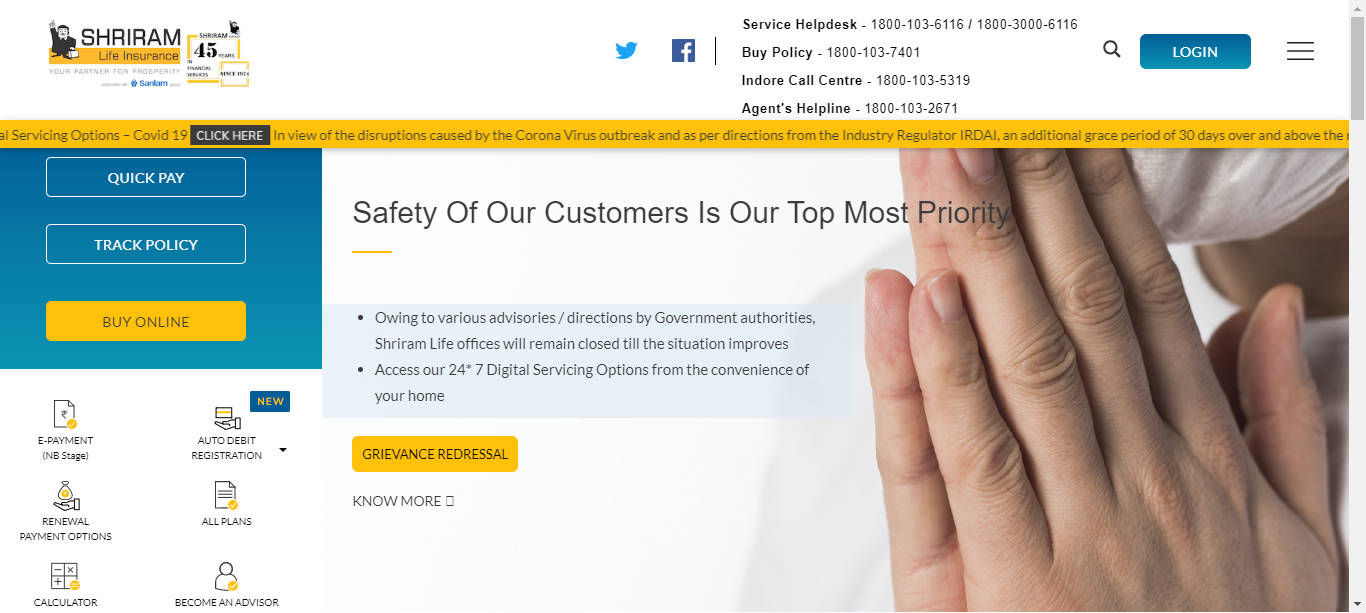 SHRIRAM
Life Insurance
YOUR PARTNER FOR PROSPERITY
Sanlam group
SHRIRAM
45 YEARS
IN
FINANCIAL
SERVICES
SINCE 1974
Service Helpdesk - 1800-103-6116 / 1800-3000-6116
Buy Policy - 1800-103-7401
Indore Call Centre - 1800-103-5319
Agent's Helpline - 1800-103-2671
LOGIN
al Servicing Options – Covid 19 CLICK HERE In view of the disruptions caused by the Corona Virus outbreak and as per directions from the Industry Regulator IRDAI, an additional grace period of 30 days over and above the
QUICK PAY
TRACK POLICY
BUY ONLINE
Safety Of Our Customers Is Our Top Most Priority
• Owing to various advisories / directions by Government authorities,
Shriram Life offices will remain closed till the situation improves
• Access our 24* 7 Digital Servicing Options from the convenience of
your home
GRIEVANCE REDRESSAL
KNOW MORE
NEW
E-PAYMENT
(NB Stage)
AUTO DEBIT
REGISTRATION
RENEWAL
PAYMENT OPTIONS
ALL PLANS
CALCULATOR
BECOME AN ADVISOR